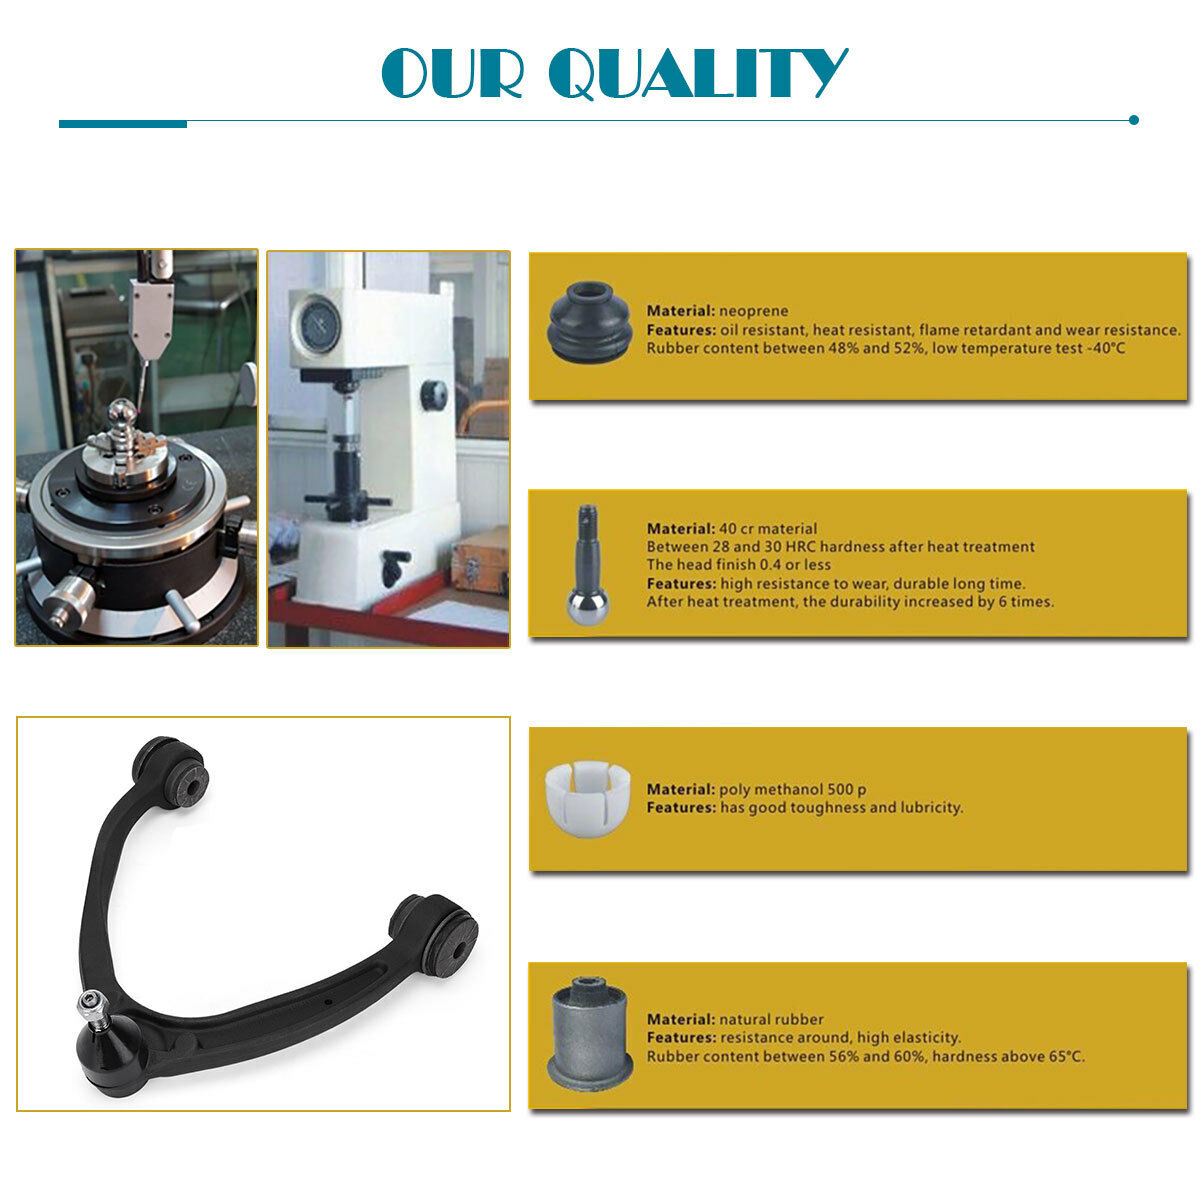 OUR QUALITY
Material: neoprene
Features: oil resistant, heat resistant, flame retardant and wear resistance.
Rubber content between 48% and 52%, low temperature test -40°C
Material: 40 cr material
Between 28 and 30 HRC hardness after heat treatment
The head finish 0.4 or less
Features: high resistance to wear, durable long time.
After heat treatment, the durability increased by 6 times.
Material: poly methanol 500 p
Features: has good toughness and lubricity.
Material: natural rubber
Features: resistance around, high elasticity.
Rubber content between 56% and 60%, hardness above 65°C.